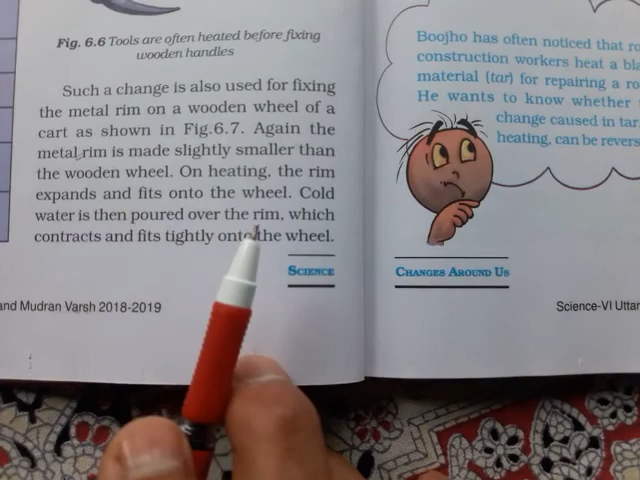 Fig. 6.6 Tools are often heated before fixing
wooden handles
Such a change is also used for fixing
the metal rim on a wooden wheel of a
cart as shown in Fig.6.7. Again the
metal rim is made slightly smaller than
the wooden wheel. On heating, the rim
expands and fits onto the wheel. Cold
water is then poured over the rim, which
contracts and fits tightly onto the wheel.
SCIENCE
and Mudran Varsh 2018-2019
Boojho has often noticed that
construction workers heat a
material (tar) for repairing a
He wants to know whether
change caused in tar
heating, can be
CHANGES AROUND US
Science-VI